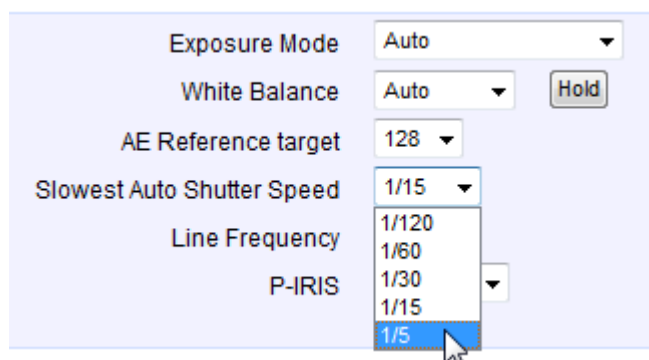 Exposure Mode Auto
White Balance Auto Hold
AE Reference target 128
Slowest Auto Shutter Speed 1/15
1/120
Line Frequency 1/60
P-IRIS 1/30
1/15
1/5